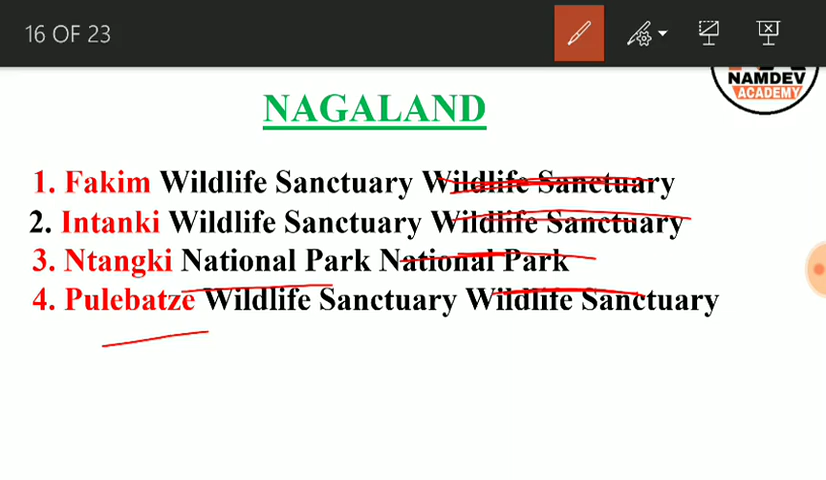 16 OF 23
NAMDEV
ACADEMY
NAGALAND
1. Fakim Wildlife Sanctuary Wildlife Sanctuary
2. Intanki Wildlife Sanctuary Wildlife Sanctuary
3. Ntangki National Park National Park
4. Pulebatze Wildlife Sanctuary Wildlife Sanctuary